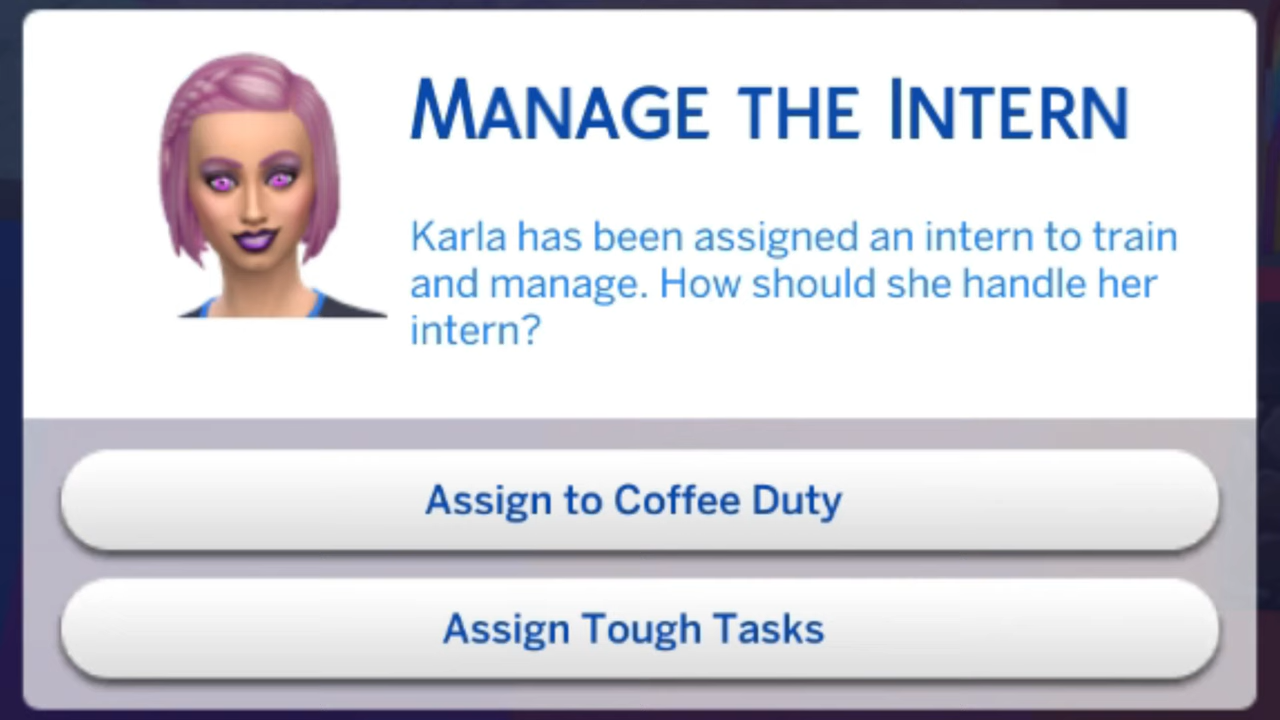 Manage the Intern
Karla has been assigned an intern to train
and manage. How should she handle her
intern?
Assign to Coffee Duty
Assign Tough Tasks